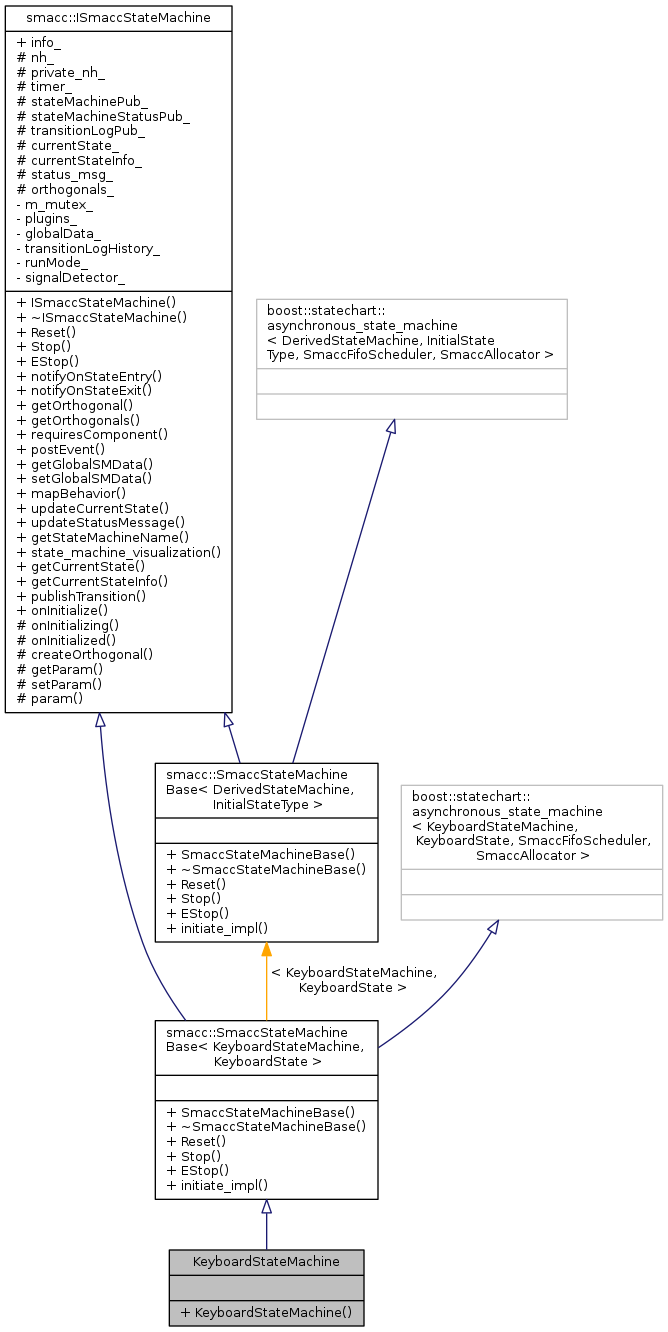 smacc::ISmaccStateMachine
+ info_
# nh_
# private_nh_
# timer_
# stateMachinePub_
# stateMachineStatusPub_
# transitionLogPub_
# currentState_
# currentStateInfo_
# status_msg_
# orthogonals_
- m_mutex_
- plugins_
- globalData_
- transitionLogHistory_
- runMode_
- signalDetector_
+ ISmaccStateMachine()
+ ~ISmaccStateMachine()
+ Reset()
+ Stop()
+ EStop()
+ notifyOnStateEntry()
+ notifyOnStateExit()
+ getOrthogonal()
+ getOrthogonals()
+ requiresComponent()
+ postEvent()
+ getGlobalSMData()
+ setGlobalSMData()
+ mapBehavior()
+ updateCurrentState()
+ updateStatusMessage()
+ getStateMachineName()
+ state_machine_visualization()
+ getCurrentState()
+ getCurrentStateInfo()
+ publishTransition()
+ onInitialize()
# onInitializing()
# onInitialized()
# createOrthogonal()
# getParam()
# setParam()
# param()
boost::statechart::
asynchronous_state_machine
< DerivedStateMachine, InitialState
Type, SmaccFifoScheduler, SmaccAllocator >
smacc::SmaccStateMachine
Base< DerivedStateMachine,
InitialStateType >
+ SmaccStateMachineBase()
+ ~SmaccStateMachineBase()
+ Reset()
+ Stop()
+ EStop()
+ initiate_impl()
boost::statechart::
asynchronous_state_machine
< KeyboardStateMachine,
KeyboardState, SmaccFifoScheduler,
SmaccAllocator >
< KeyboardStateMachine,
KeyboardState >
smacc::SmaccStateMachine
Base< KeyboardStateMachine,
KeyboardState >
+ SmaccStateMachineBase()
+ ~SmaccStateMachineBase()
+ Reset()
+ Stop()
+ EStop()
+ initiate_impl()
KeyboardStateMachine
+ KeyboardStateMachine()